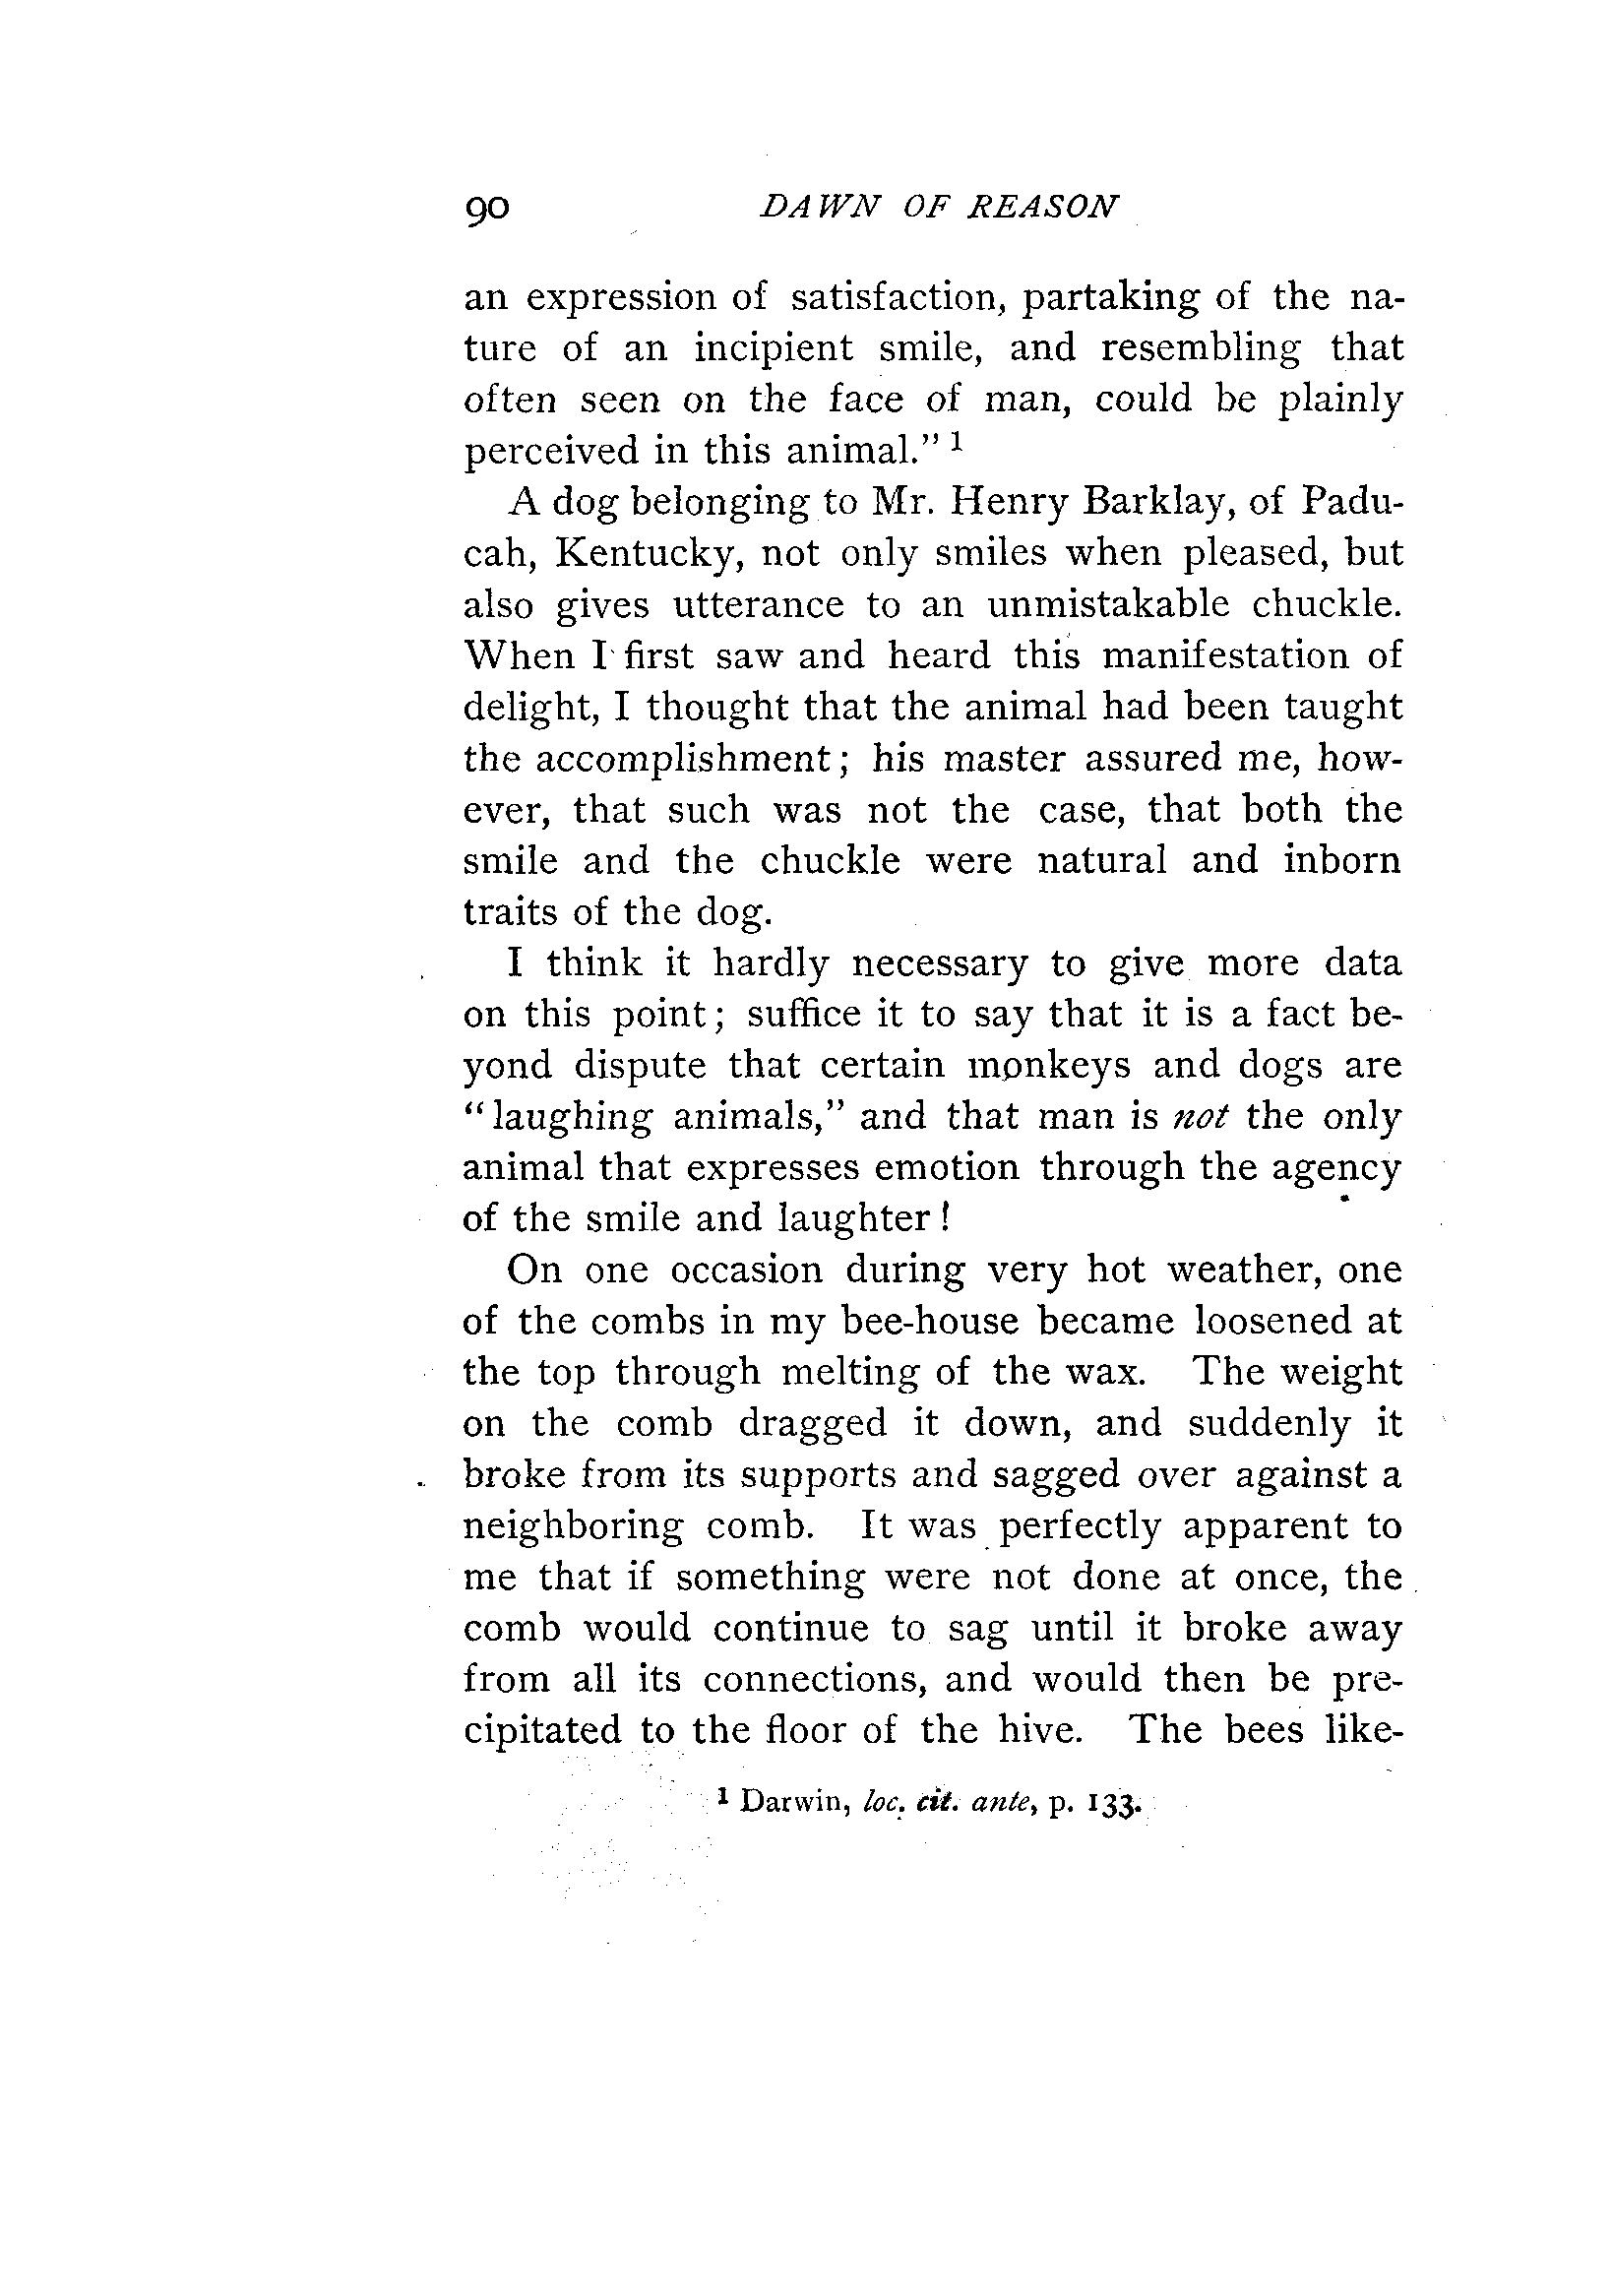 90 DAWN OF REASON
an expression of satisfaction, partaking of the na-
ture of an incipient smile, and resembling that
often seen on the face of man, could be plainly
perceived in this animal.” ¹
A dog belonging to Mr. Henry Barklay, of Padu-
cah, Kentucky, not only smiles when pleased, but
also gives utterance to an unmistakable chuckle.
When I first saw and heard this manifestation of
delight, I thought that the animal had been taught
the accomplishment; his master assured me, how-
ever, that such was not the case, that both the
smile and the chuckle were natural and inborn
traits of the dog.
I think it hardly necessary to give more data
on this point; suffice it to say that it is a fact be-
yond dispute that certain monkeys and dogs are
“laughing animals,” and that man is not the only
animal that expresses emotion through the agency
of the smile and laughter!
On one occasion during very hot weather, one
of the combs in my bee-house became loosened at
the top through melting of the wax. The weight
on the comb dragged it down, and suddenly it
broke from its supports and sagged over against a
neighboring comb. It was perfectly apparent to
me that if something were not done at once, the
comb would continue to sag until it broke away
from all its connections, and would then be pre-
cipitated to the floor of the hive. The bees like-
¹ Darwin, loc. cit. ante, p. 133.